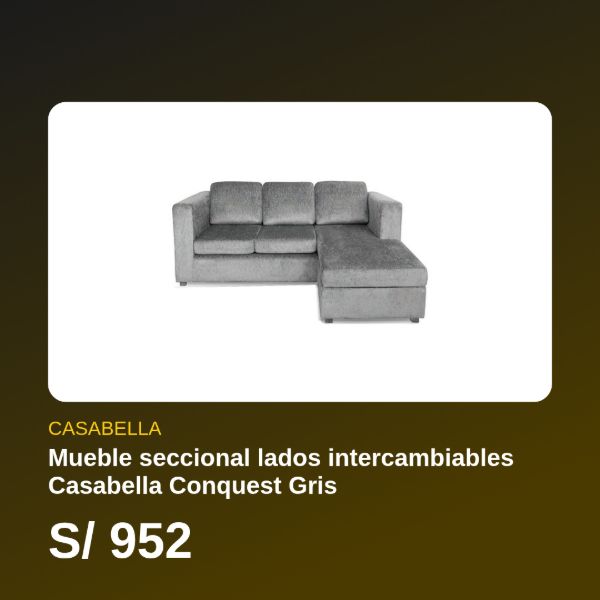 CASABELLA
Mueble seccional lados intercambiables
Casabella Conquest Gris
S/ 952